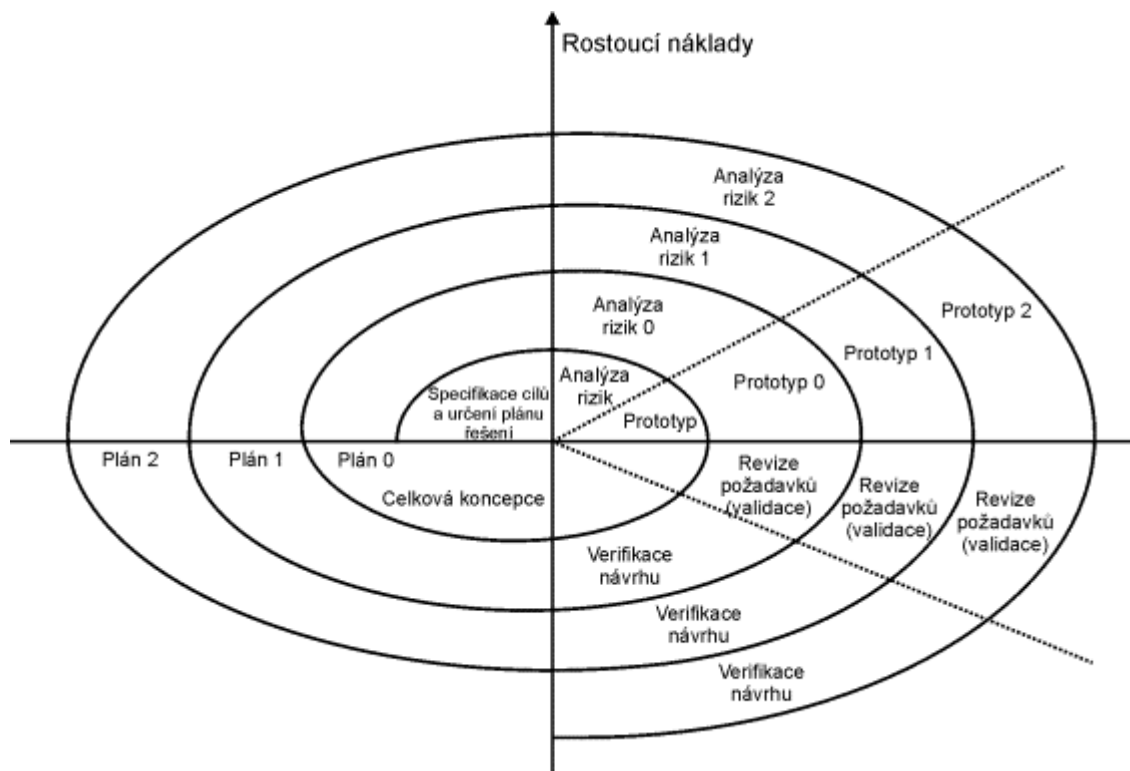 Rostoucí náklady
Analýza
rizik 2
Analýza
rizik 1
Analýza
rizik 0
Prototyp 2
Prototyp 1
Prototyp 0
Analýza
rizik
Prototyp
Specifikace cílů
a určení plánu
řešení
Plán 2
Plán 1
Plán 0
Celková koncepce
Revize
požadavků
(validace)
Revize
požadavků
(validace)
Revize
požadavků
(validace)
Verifikace
návrhu
Verifikace
návrhu
Verifikace
návrhu